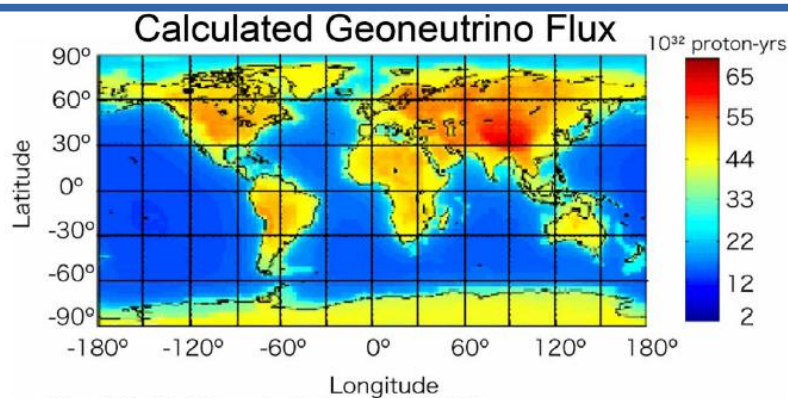 Calculated Geoneutrino Flux
10³² proton-yrs
90º
60º
30º
0º
-30º
-60º
-90º
Latitude
-180º -120º -60º 0º 60º 120º 180º
Longitude
65
55
44
33
22
12
2